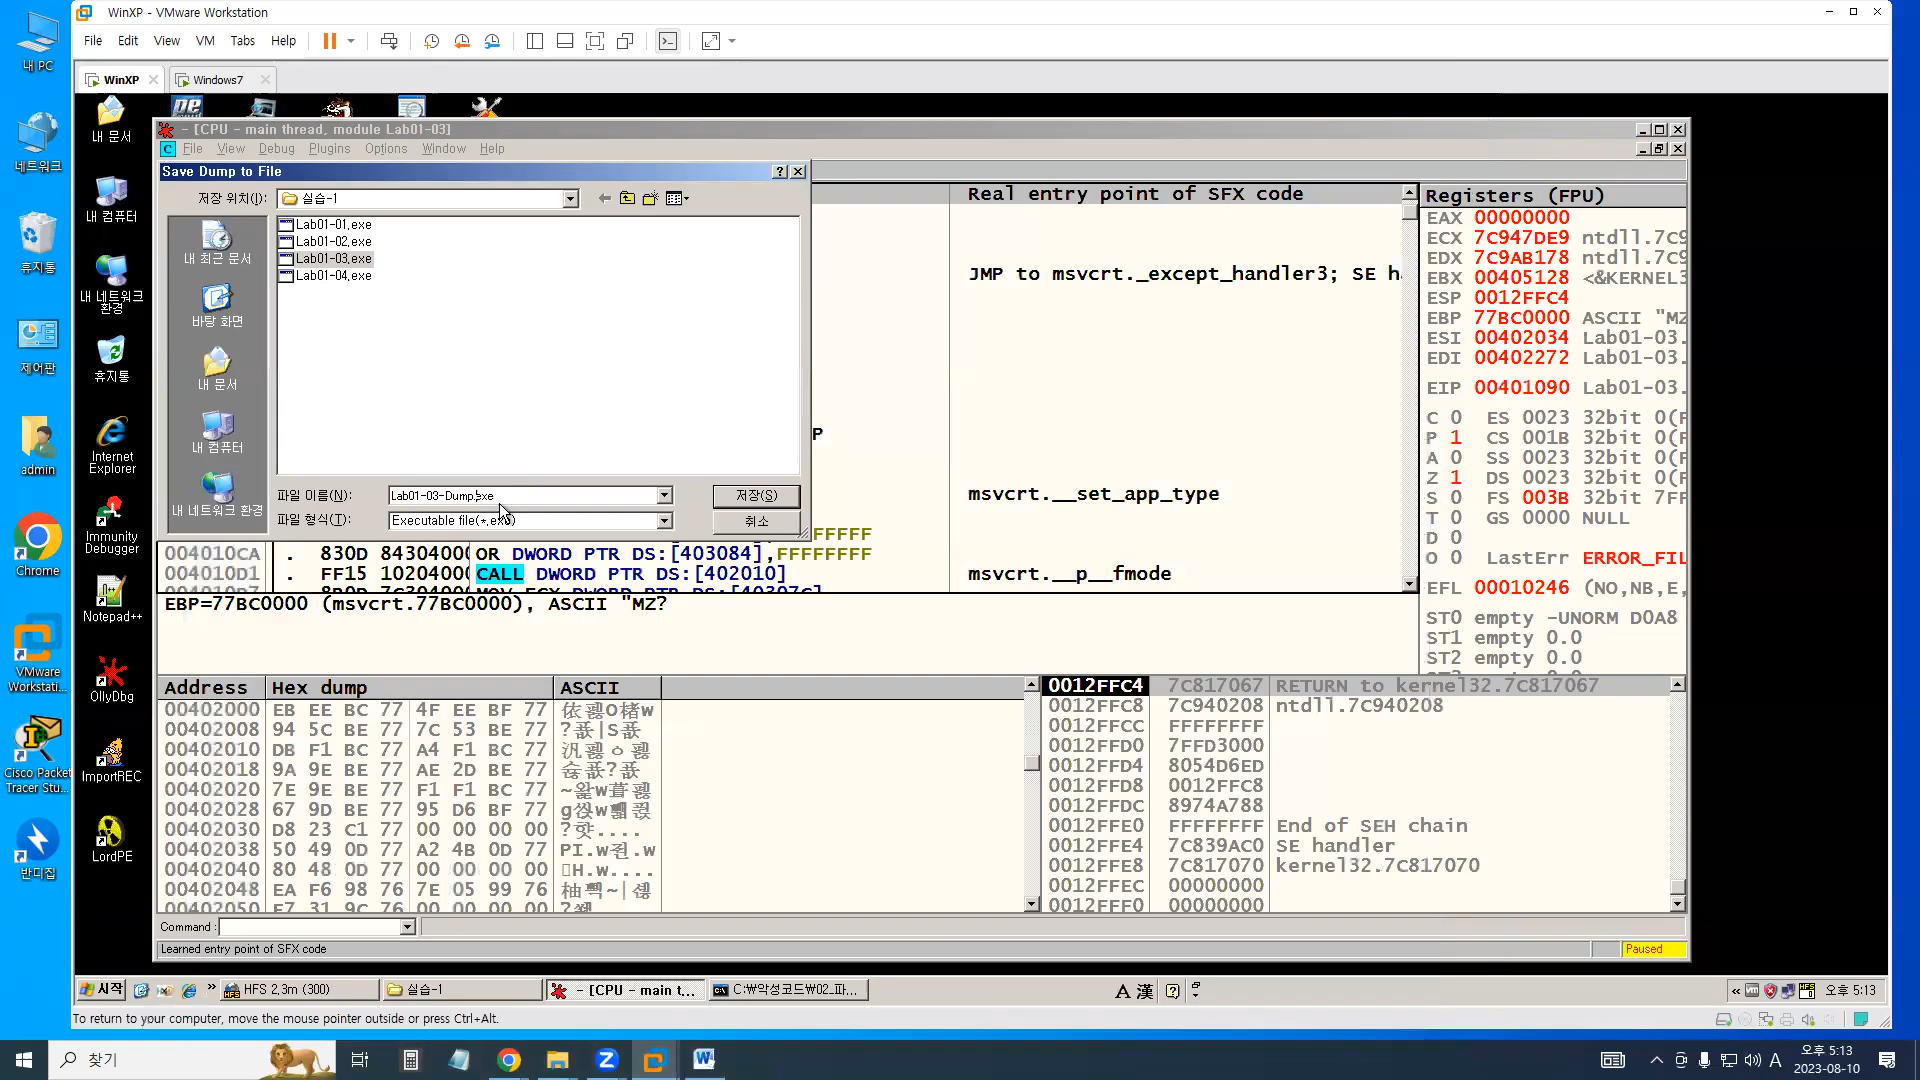 WinXP - VMware Workstation
File Edit View VM Tabs Help
WinXP
Windows7
내 PC
네트워크
휴지통
제어판
admin
Chrome
VMware
Workstati...
Cisco Packet
Tracer Stu...
반디집
내 문서
내 컴퓨터
내 네트워크
환경
휴지통
Internet
Explorer
Immunity
Debugger
Notepad++
OllyDbg
ImportREC
LordPE
- [CPU - main thread, module Lab01-03]
File View Debug Plugins Options Window Help
Save Dump to File
저장 위치(I):
실습-1
내 최근 문서
바탕 화면
내 문서
내 컴퓨터
내 네트워크 환경
Lab01-01.exe
Lab01-02.exe
Lab01-03.exe
Lab01-04.exe
파일 이름(N):
Lab01-03-Dump.exe
저장(S)
파일 형식(T):
Executable file(*.exe)
취소
P
FFFFFF
004010CA . 830D 84304000 OR DWORD PTR DS:[403084],FFFFFFFF
004010D1 . FF15 10204000 CALL DWORD PTR DS:[402010]
Real entry point of SFX code
JMP to msvcrt._except_handler3; SE h
msvcrt.__set_app_type
msvcrt.__p__fmode
EBP=77BC0000 (msvcrt.77BC0000), ASCII "MZ?
Registers (FPU)
EAX 00000000
ECX 7C947DE9 ntdll.7C9
EDX 7C9AB178 ntdll.7C9
EBX 00405128 <&KERNEL3
ESP 0012FFC4
EBP 77BC0000 ASCII "MZ
ESI 00402034 Lab01-03.
EDI 00402272 Lab01-03.
EIP 00401090 Lab01-03.
C 0 ES 0023 32bit 0(F
P 1 CS 001B 32bit 0(F
A 0 SS 0023 32bit 0(F
Z 1 DS 0023 32bit 0(F
S 0 FS 003B 32bit 7FF
T 0 GS 0000 NULL
D 0
O 0 LastErr ERROR_FIL
EFL 00010246 (NO,NB,E,
ST0 empty -UNORM D0A8
ST1 empty 0.0
ST2 empty 0.0
Address Hex dump ASCII
00402000 EB EE BC 77 4F EE BF 77
00402008 94 5C BE 77 7C 53 BE 77
00402010 DB F1 BC 77 A4 F1 BC 77
00402018 9A 9E BE 77 AE 2D BE 77
00402020 7E 9E BE 77 F1 F1 BC 77
00402028 67 9D BE 77 95 D6 BF 77
00402030 D8 23 C1 77 00 00 00 00
00402038 50 49 0D 77 A2 4B 0D 77
00402040 80 48 0D 77 00 00 00 00
00402048 EA F6 98 76 7E 05 99 76
00402050 F7 31 9C 76 00 00 00 00
0012FFC4 7C817067 RETURN to kernel32.7C817067
0012FFC8 7C940208 ntdll.7C940208
0012FFCC FFFFFFFF
0012FFD0 7FFD3000
0012FFD4 8054D6ED
0012FFD8 0012FFC8
0012FFDC 8974A788
0012FFE0 FFFFFFFF End of SEH chain
0012FFE4 7C839AC0 SE handler
0012FFE8 7C817070 kernel32.7C817070
0012FFEC 00000000
0012FFF0 00000000
Command :
Learned entry point of SFX code
Paused
시작
HFS 2.3m (300)
실습-1
- [CPU - main t...
C:₩악성코드₩02_파...
A 漢
오후 5:13
To return to your computer, move the mouse pointer outside or press Ctrl+Alt.
찾기
A
오후 5:13
2023-08-10